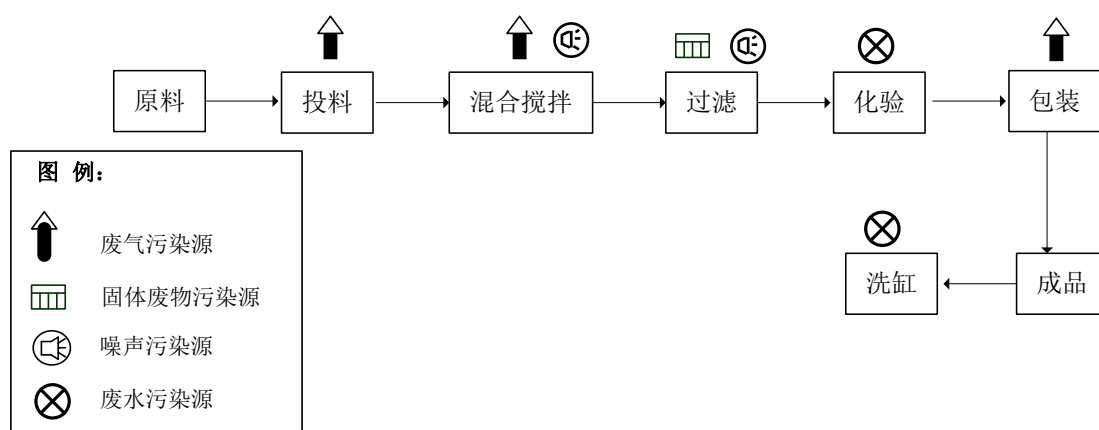 原料
投料
混合搅拌
过滤
化验
包装
图 例:
废气污染源
固体废物污染源
噪声污染源
废水污染源
洗缸
成品